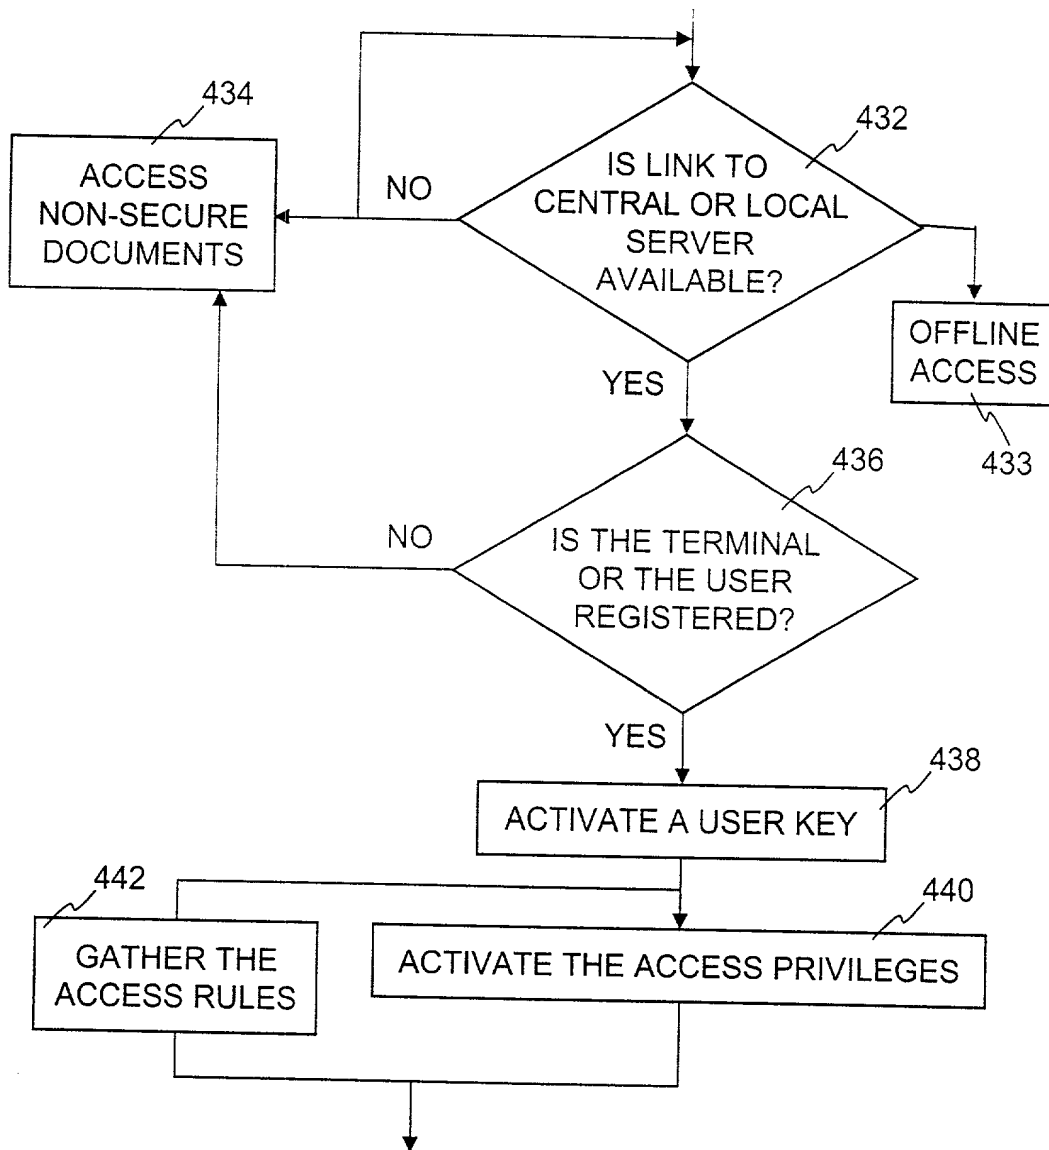 434
432
ACCESS
NON-SECURE
DOCUMENTS
NO
IS LINK TO
CENTRAL OR LOCAL
SERVER
AVAILABLE?
OFFLINE
ACCESS
433
YES
436
NO
IS THE TERMINAL
OR THE USER
REGISTERED?
YES
438
ACTIVATE A USER KEY
442
440
GATHER THE
ACCESS RULES
ACTIVATE THE ACCESS PRIVILEGES